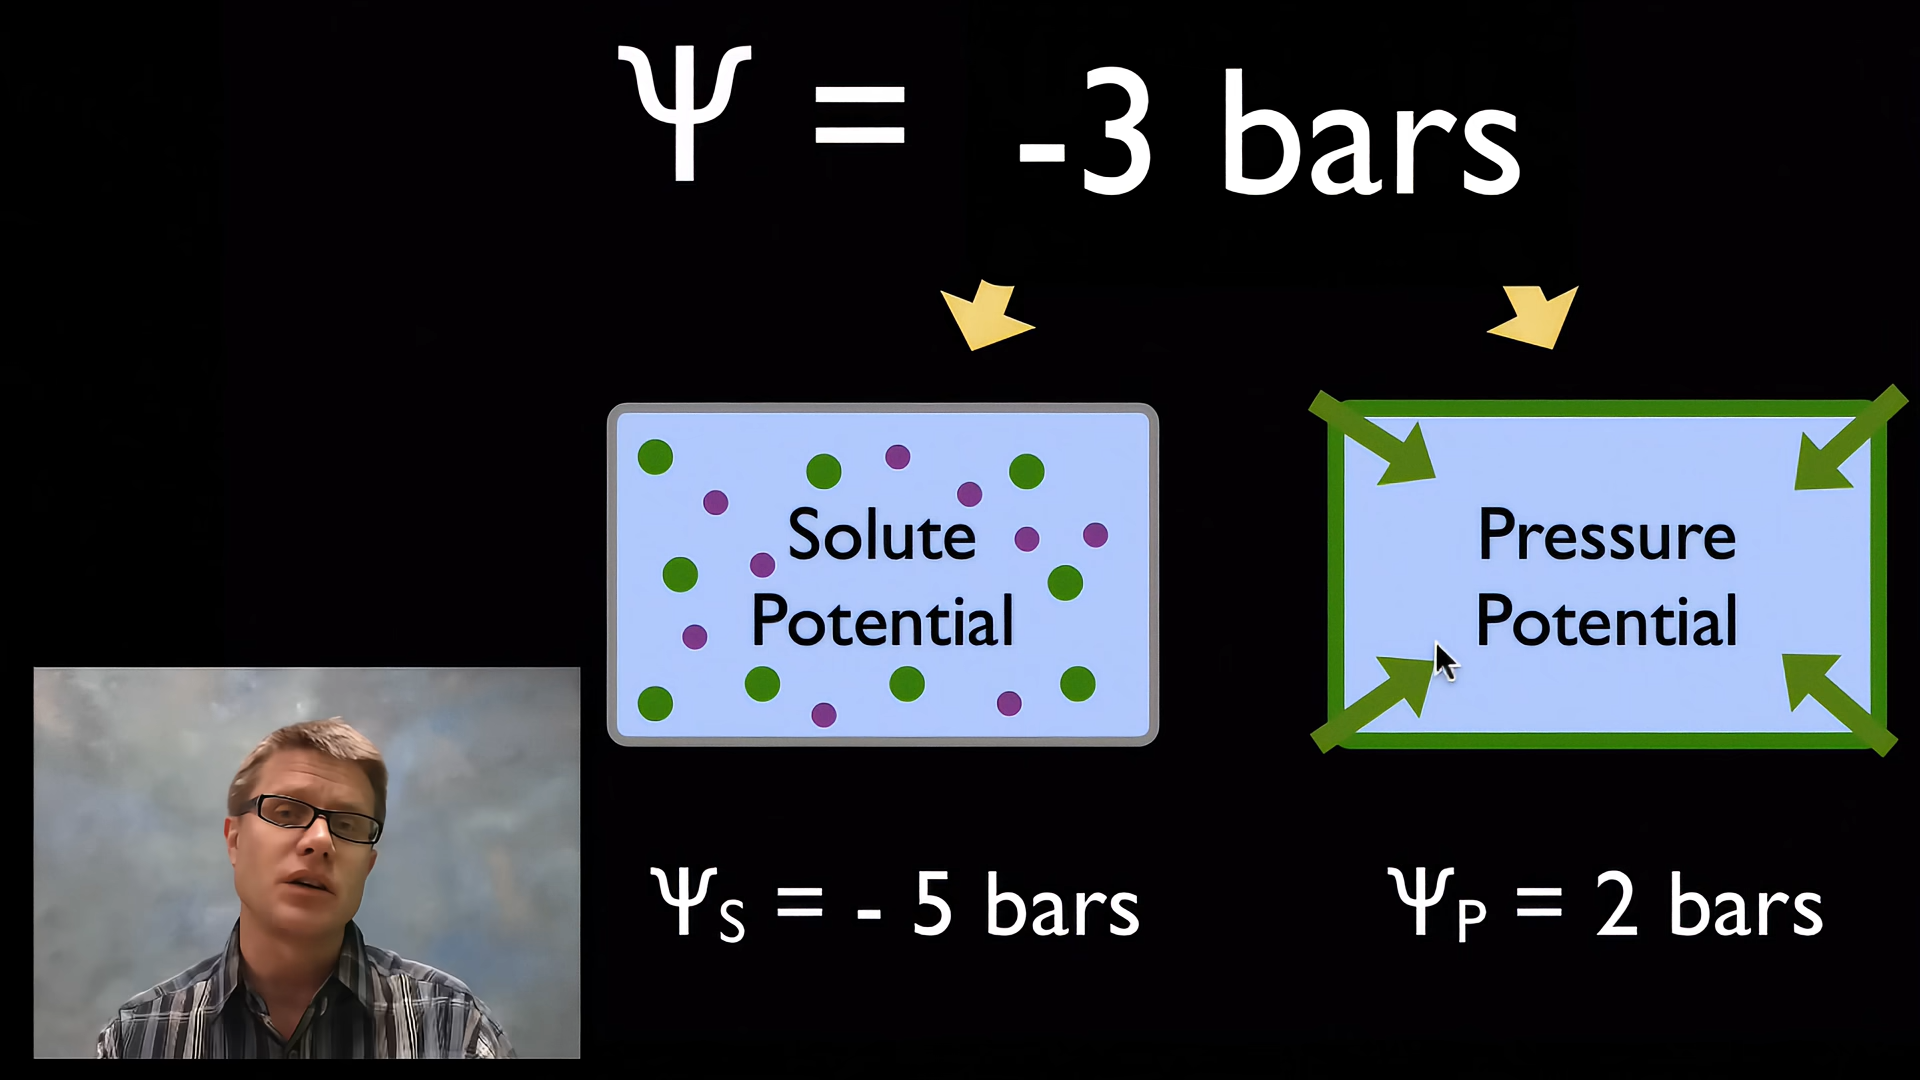 Ψ = -3 bars
Solute
Potential
Pressure
Potential
ΨS = - 5 bars
ΨP = 2 bars